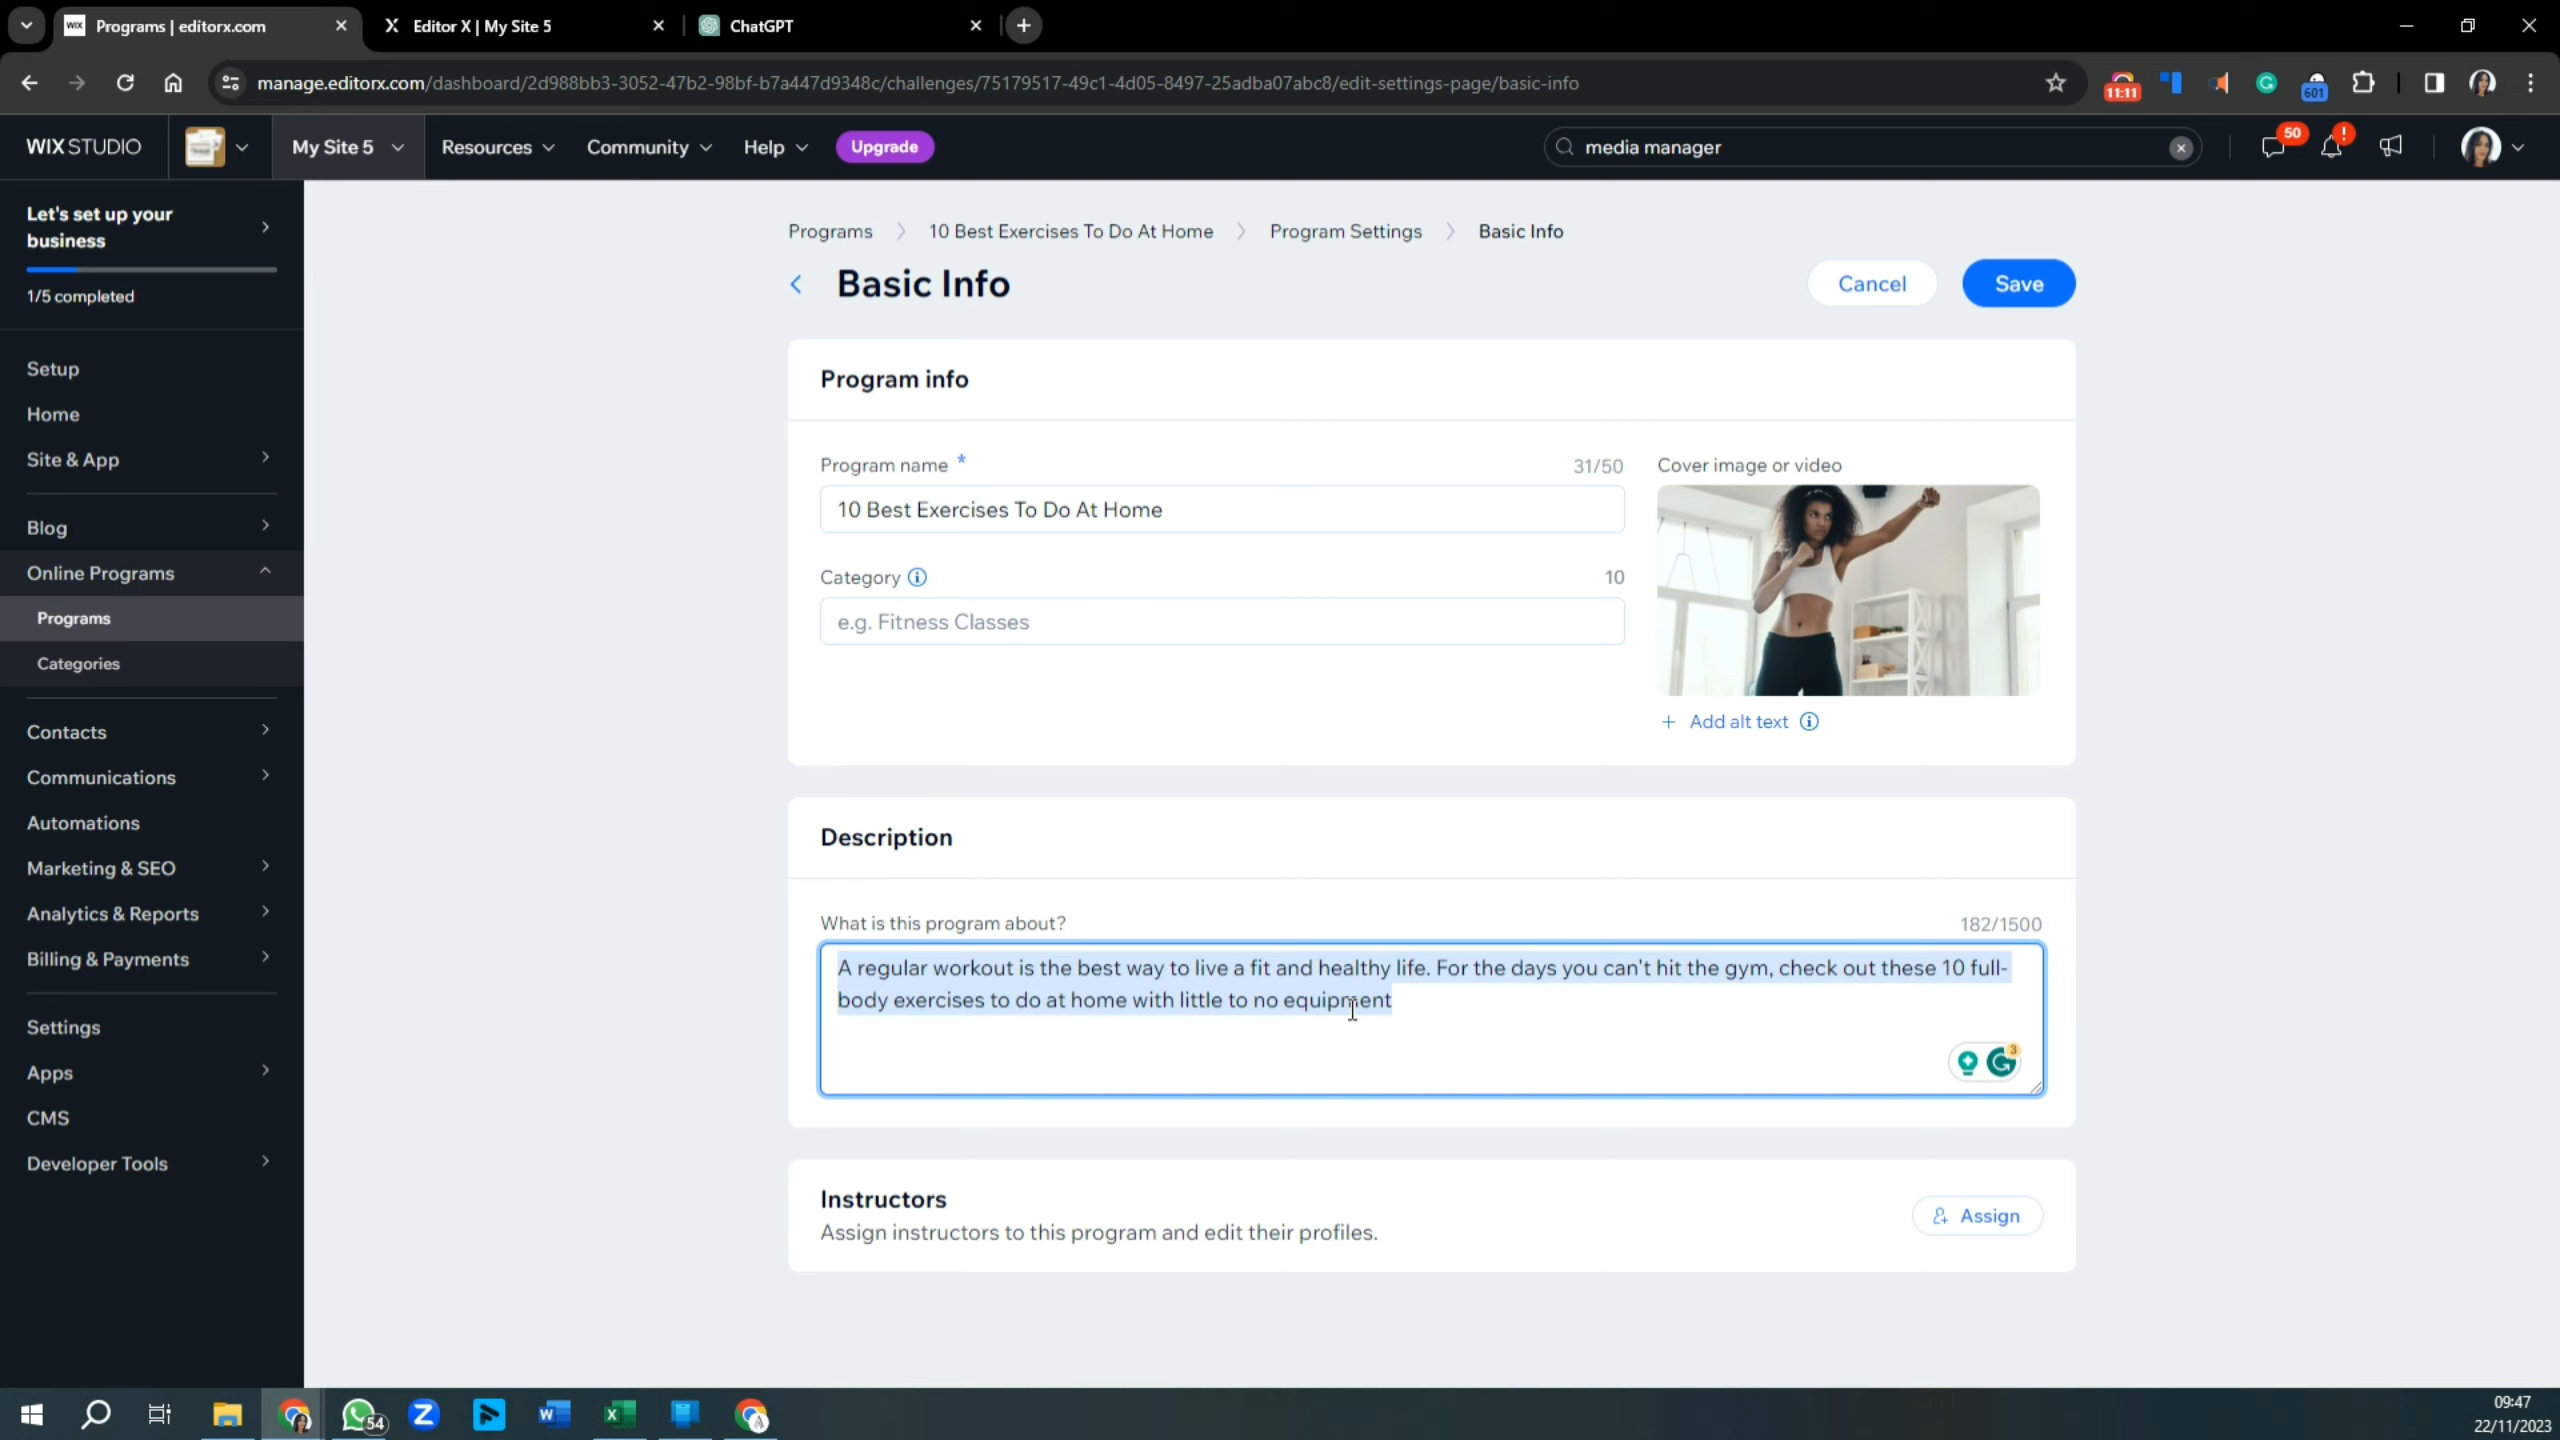 Programs | editorx.com
Editor X | My Site 5
ChatGPT
manage.editorx.com/dashboard/2d988bb3-3052-47b2-98bf-b7a447d9348c/challenges/75179517-49c1-4d05-8497-25adba07abc8/edit-settings-page/basic-info
11:11
601
WIX STUDIO
My Site 5
Resources
Community
Help
Upgrade
media manager
50
Let's set up your
business
1/5 completed
Setup
Home
Site & App
Blog
Online Programs
Programs
Categories
Contacts
Communications
Automations
Marketing & SEO
Analytics & Reports
Billing & Payments
Settings
Apps
CMS
Developer Tools
Programs > 10 Best Exercises To Do At Home > Program Settings > Basic Info
Basic Info
Cancel
Save
Program info
Program name *
31/50
10 Best Exercises To Do At Home
Category
10
e.g. Fitness Classes
Cover image or video
+ Add alt text
Description
What is this program about?
182/1500
A regular workout is the best way to live a fit and healthy life. For the days you can't hit the gym, check out these 10 full-
body exercises to do at home with little to no equipment
3
Instructors
Assign instructors to this program and edit their profiles.
Assign
54
09:47
22/11/2023